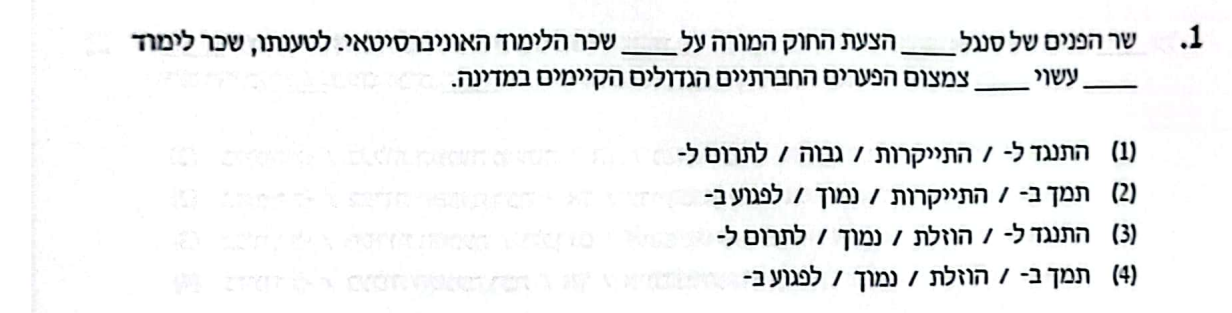 1. שר הפנים של סנגל ____ הצעת החוק המורה על ____ שכר הלימוד האוניברסיטאי. לטענתו, שכר לימוד
____ עשוי ____ צמצום הפערים החברתיים הגדולים הקיימים במדינה.
(1) התנגד ל- / התייקרות / גבוה / לתרום ל-
(2) תמך ב- / התייקרות / נמוך / לפגוע ב-
(3) התנגד ל- / הוזלת / נמוך / לתרום ל-
(4) תמך ב- / הוזלת / נמוך / לפגוע ב-